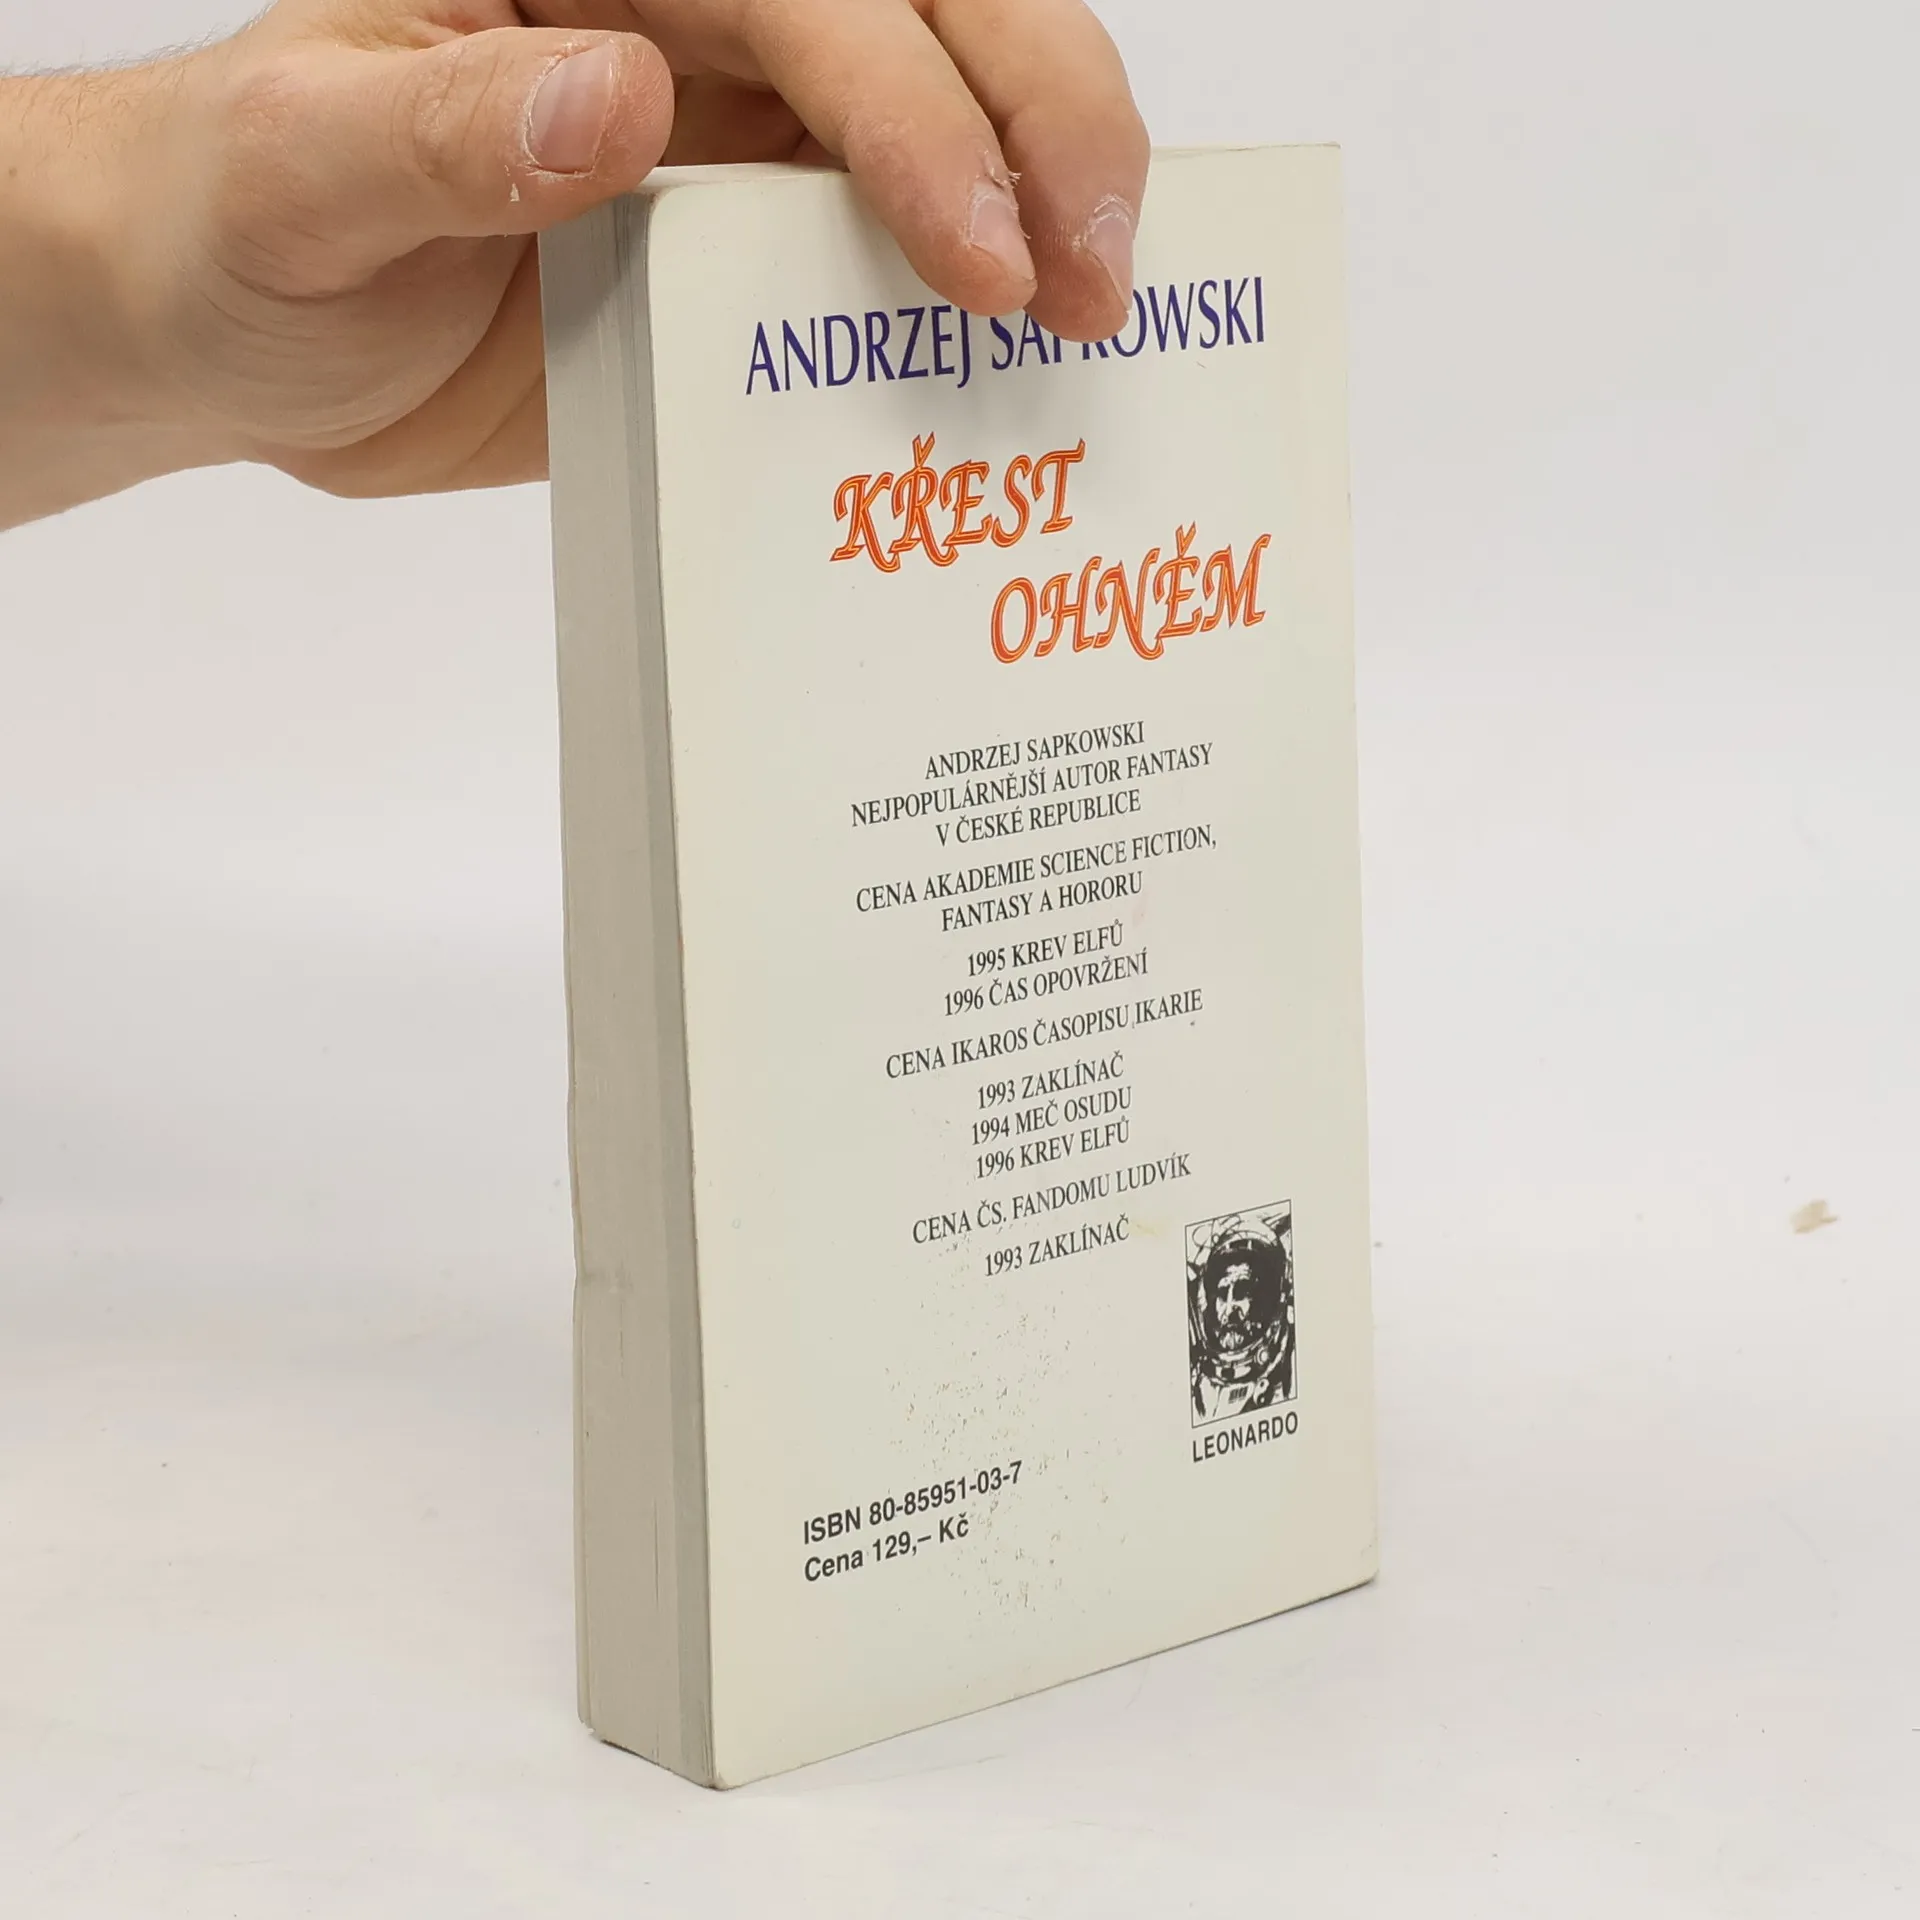 ANDRZEJ SAPKOWSKI
KŘEST
OHNĚM
ANDRZEJ SAPKOWSKI
NEJPOPULÁRNĚJŠÍ AUTOR FANTASY
V ČESKÉ REPUBLICE
CENA AKADEMIE SCIENCE FICTION,
FANTASY A HORORU
1995 KREV ELFŮ
1996 ČAS OPOVRŽENÍ
CENA IKAROS ČASOPISU IKARIE
1993 ZAKLÍNAČ
1994 MEČ OSUDU
1996 KREV ELFŮ
CENA ČS. FANDOMU LUDVÍK
1993 ZAKLÍNAČ
LEONARDO
ISBN 80-85951-03-7
Cena 129,– Kč